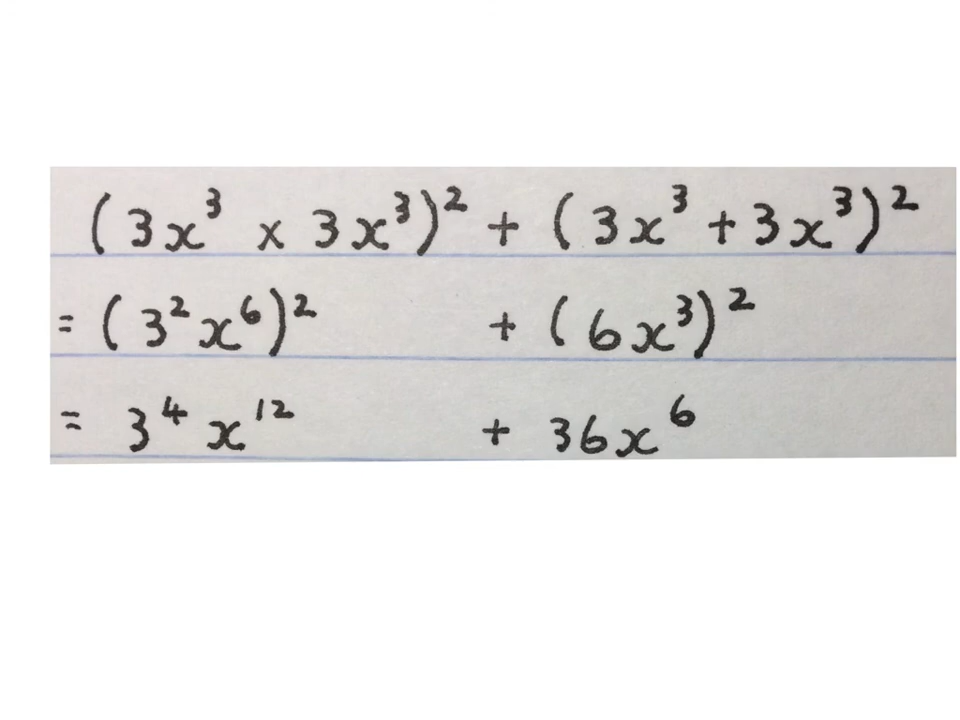 (3x³ × 3x³)² + (3x³ + 3x³)²
= (3²x⁶)² + (6x³)²
= 3⁴x¹² + 36x⁶